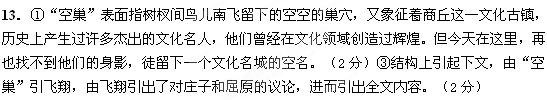 13．①“空巢”表面指树杈间鸟儿南飞留下的空空的巢穴，又象征着商丘这一文化古镇，
历史上产生过许多杰出的文化名人，他们曾经在文化领域创造过辉煌。但今天在这里，再
也找不到他们的身影，徒留下一个文化名城的空名。（2 分）③结构上引起下文，由“空
巢”引飞翔，由飞翔引出了对庄子和屈原的议论，进而引出全文内容。（2 分）